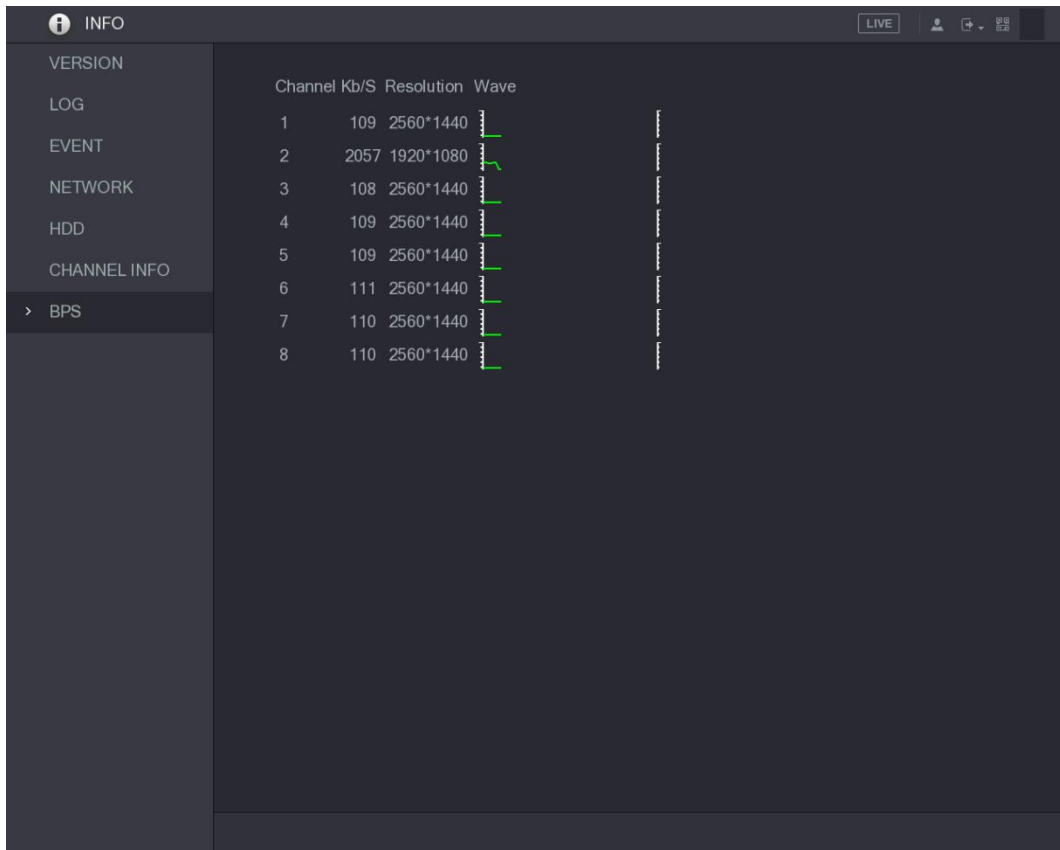 INFO
LIVE
VERSION
LOG
EVENT
NETWORK
HDD
CHANNEL INFO
> BPS
Channel Kb/S Resolution Wave
1 109 2560*1440
2 2057 1920*1080
3 108 2560*1440
4 109 2560*1440
5 109 2560*1440
6 111 2560*1440
7 110 2560*1440
8 110 2560*1440